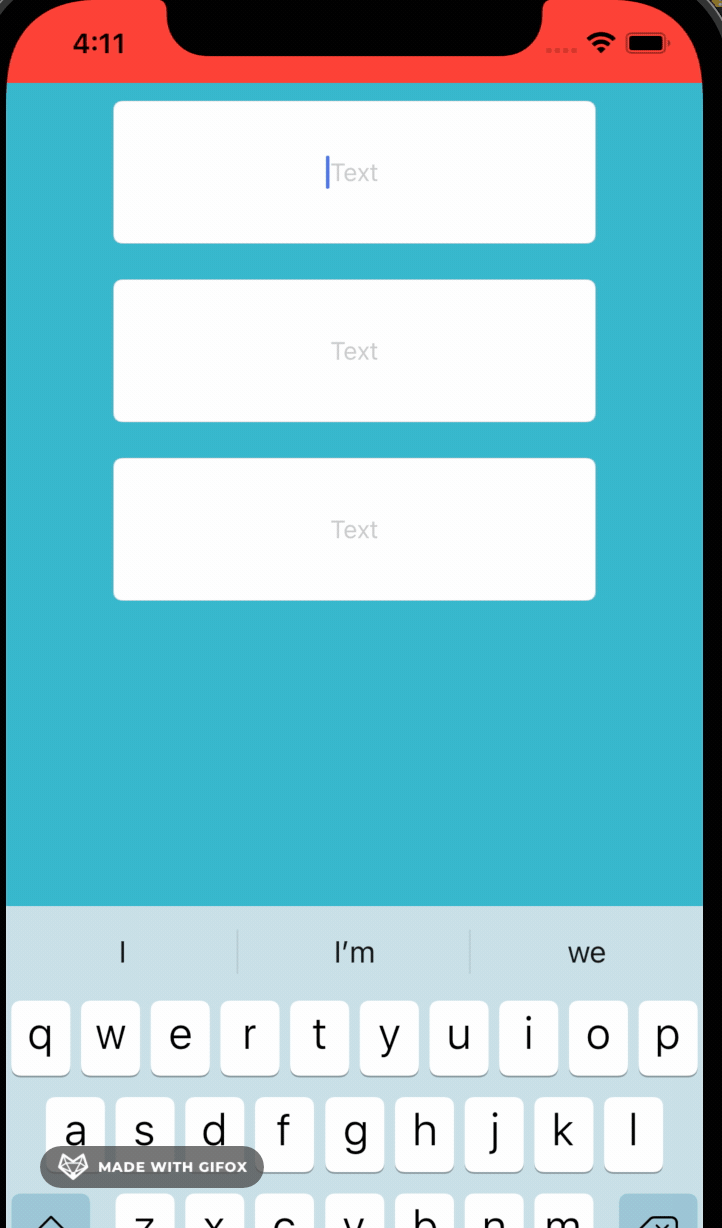 4:11
Text
Text
Text
I I'm we
q w e r t y u i o p
a s d f g h j k l
MADE WITH GIFOX
z x c v b n m